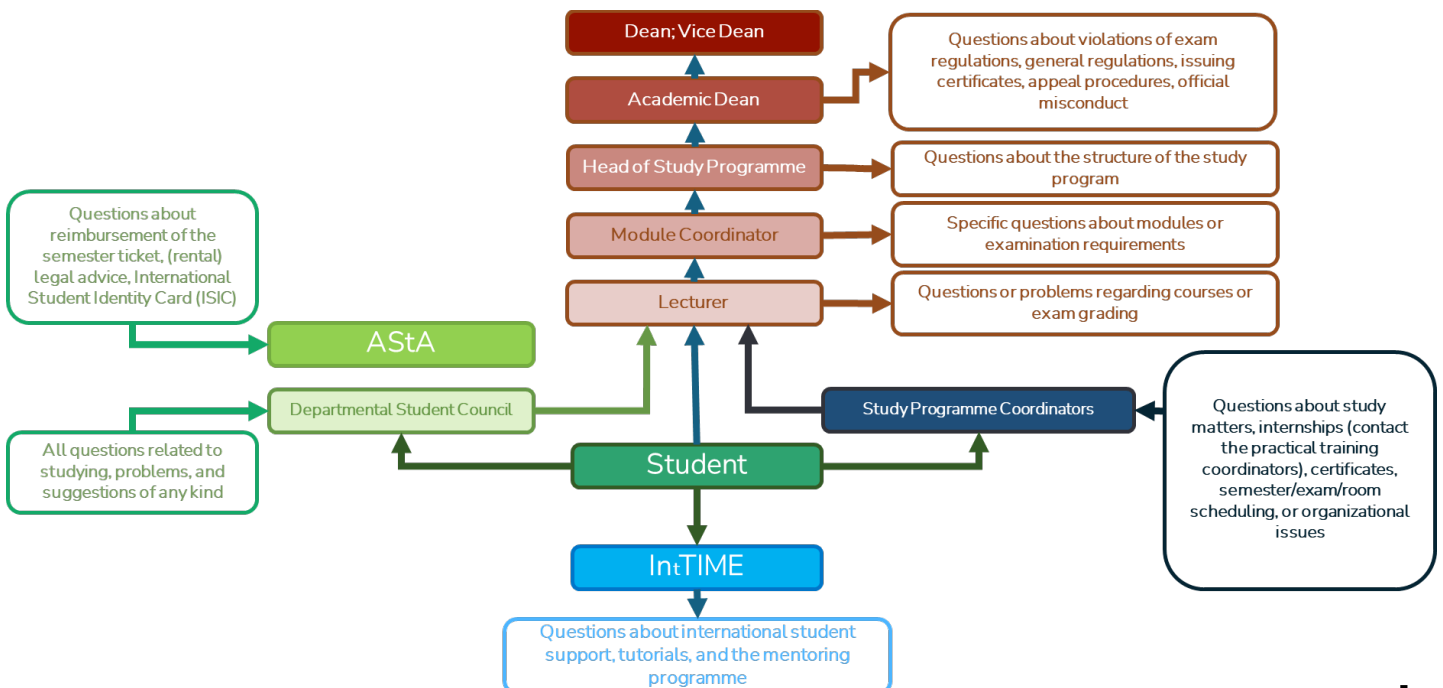 Dean; Vice Dean
Questions about violations of exam
regulations, general regulations, issuing
certificates, appeal procedures, official
misconduct
Academic Dean
Head of Study Programme
Questions about the structure of the study
program
Questions about
reimbursement of the
semester ticket, (rental)
legal advice, International
Student Identity Card (ISIC)
Module Coordinator
Specific questions about modules or
examination requirements
Lecturer
Questions or problems regarding courses or
exam grading
AStA
Departmental Student Council
Study Programme Coordinators
Questions about study
matters, internships (contact
the practical training
coordinators), certificates,
semester/exam/room
scheduling, or organizational
issues
All questions related to
studying, problems, and
suggestions of any kind
Student
IntTIME
Questions about international student
support, tutorials, and the mentoring
programme